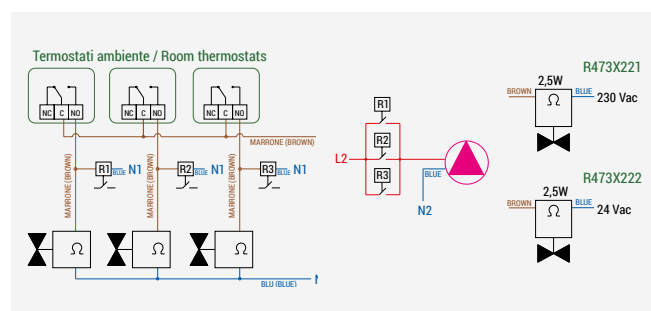 Termostati ambiente / Room thermostats
NC C NO
NC C NO
NC C NO
MARRONE (BROWN)
MARRONE (BROWN)
R1
BLUE
N1
MARRONE (BROWN)
R2
BLUE
N1
MARRONE (BROWN)
R3
BLUE
N1
Ω
Ω
Ω
BLU (BLUE)
R1
R2
L2
R3
BLUE
N2
R473X221
2,5W
BROWN
Ω
BLUE
230 Vac
R473X222
2,5W
BROWN
Ω
BLUE
24 Vac